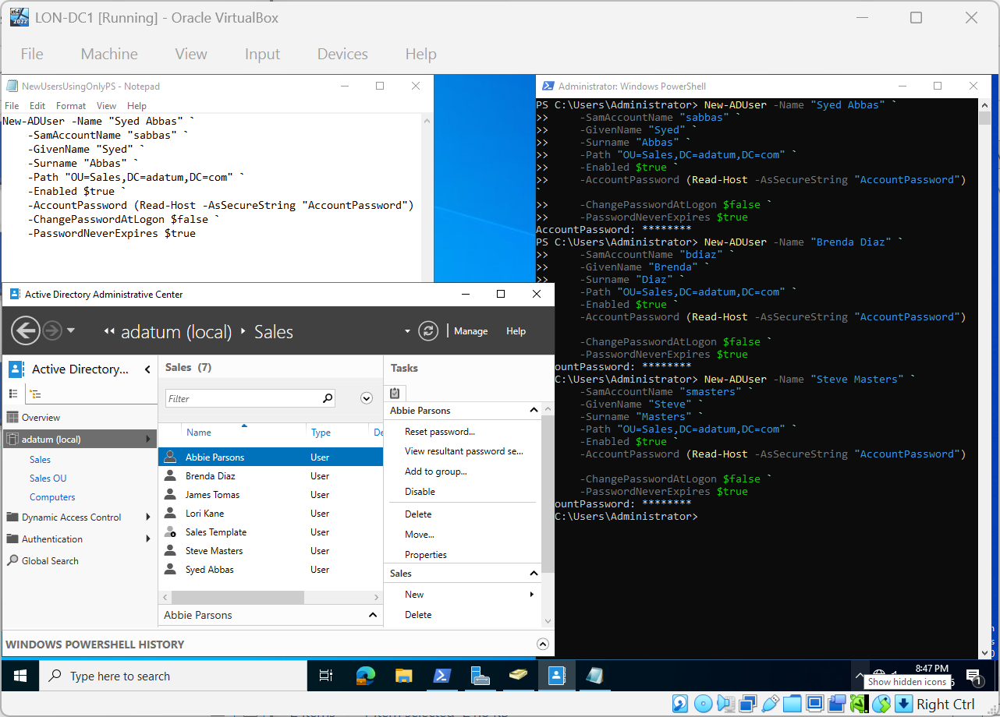 LON-DC1 [Running] - Oracle VirtualBox
File Machine View Input Devices Help
NewUsersUsingOnlyPS - Notepad
File Edit Format View Help
New-ADUser -Name "Syed Abbas" `
-SamAccountName "sabbas" `
-GivenName "Syed" `
-Surname "Abbas" `
-Path "OU=Sales,DC=adatum,DC=com" `
-Enabled $true `
-AccountPassword (Read-Host -AsSecureString "AccountPassword")
-ChangePasswordAtLogon $false `
-PasswordNeverExpires $true
Administrator: Windows PowerShell
PS C:\Users\Administrator> New-ADUser -Name "Syed Abbas" `
>> -SamAccountName "sabbas" `
>> -GivenName "Syed" `
>> -Surname "Abbas" `
>> -Path "OU=Sales,DC=adatum,DC=com" `
>> -Enabled $true `
>> -AccountPassword (Read-Host -AsSecureString "AccountPassword")
`
>> -ChangePasswordAtLogon $false `
>> -PasswordNeverExpires $true
AccountPassword: ********
PS C:\Users\Administrator> New-ADUser -Name "Brenda Diaz" `
>> -SamAccountName "bdiaz" `
>> -GivenName "Brenda" `
>> -Surname "Diaz" `
-Path "OU=Sales,DC=adatum,DC=com" `
-Enabled $true `
-AccountPassword (Read-Host -AsSecureString "AccountPassword")
-ChangePasswordAtLogon $false `
-PasswordNeverExpires $true
ountPassword: ********
C:\Users\Administrator> New-ADUser -Name "Steve Masters" `
-SamAccountName "smasters" `
-GivenName "Steve" `
-Surname "Masters" `
-Path "OU=Sales,DC=adatum,DC=com" `
-Enabled $true `
-AccountPassword (Read-Host -AsSecureString "AccountPassword")
-ChangePasswordAtLogon $false `
-PasswordNeverExpires $true
ountPassword: ********
C:\Users\Administrator>
Active Directory Administrative Center
adatum (local) Sales Manage Help
Active Directory...
Overview
adatum (local)
Sales
Sales OU
Computers
Dynamic Access Control
Authentication
Global Search
Sales (7)
Filter
Name Type De
Abbie Parsons User
Brenda Diaz User
James Tomas User
Lori Kane User
Sales Template User
Steve Masters User
Syed Abbas User
Abbie Parsons
Tasks
Abbie Parsons
Reset password...
View resultant password se...
Add to group...
Disable
Delete
Move...
Properties
Sales
New
Delete
WINDOWS POWERSHELL HISTORY
Type here to search
8:47 PM
Show hidden icons
1
Right Ctrl